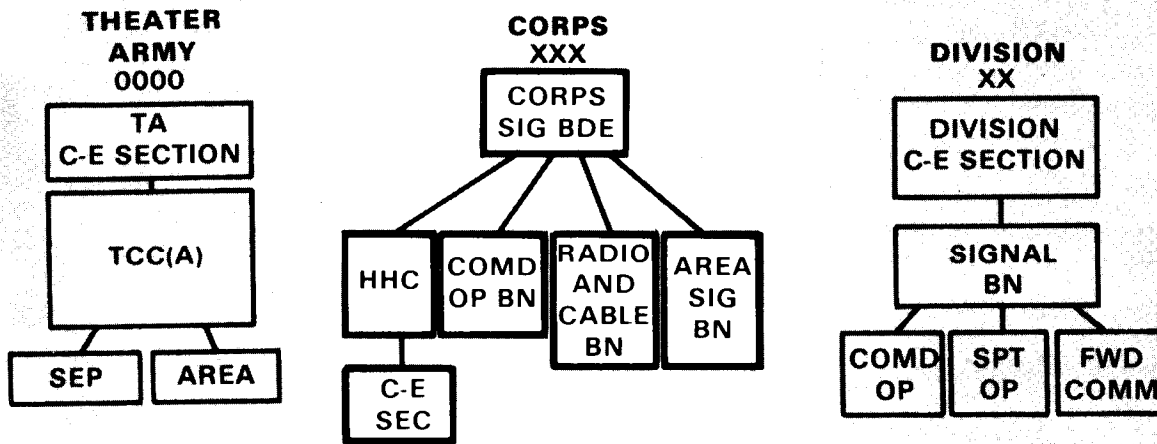 THEATER
ARMY
0000
TA
C-E SECTION
TCC(A)
SEP
AREA
CORPS
XXX
CORPS
SIG BDE
HHC
COMD
OP BN
RADIO
AND
CABLE
BN
AREA
SIG
BN
C-E
SEC
DIVISION
XX
DIVISION
C-E SECTION
SIGNAL
BN
COMD
OP
SPT
OP
FWD
COMM